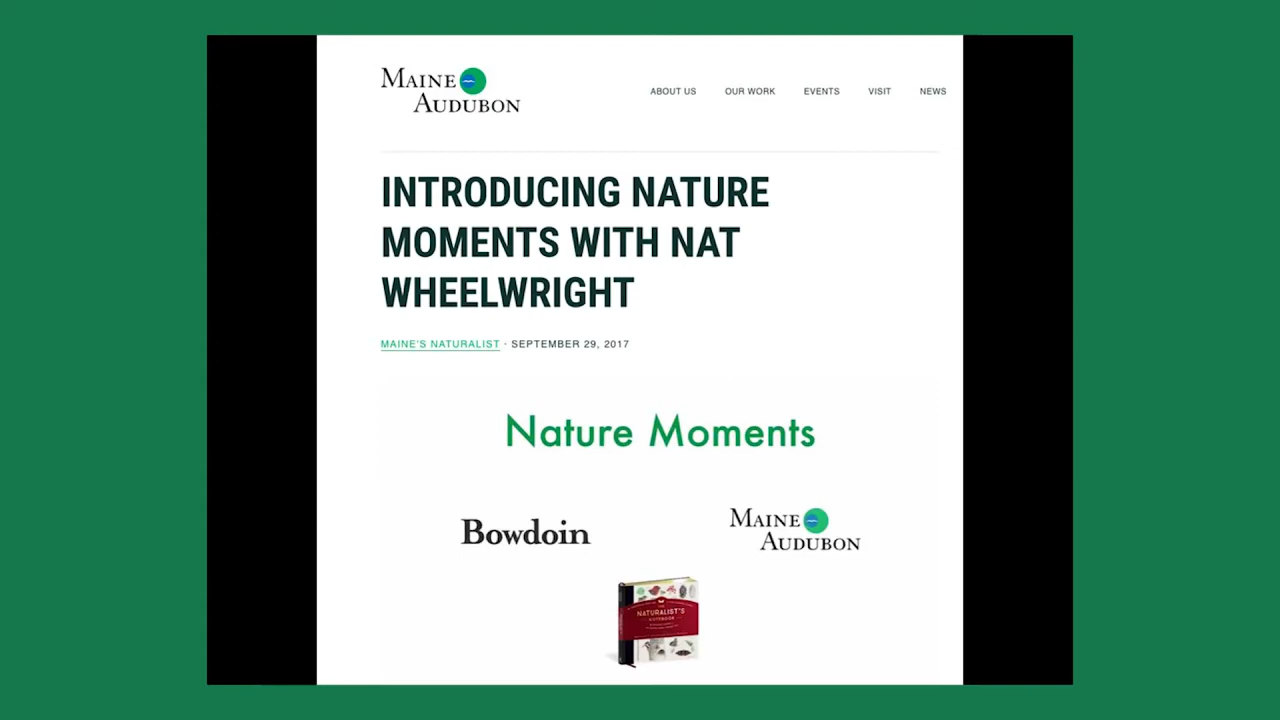 MAINE
AUDUBON
ABOUT US OUR WORK EVENTS VISIT NEWS
INTRODUCING NATURE
MOMENTS WITH NAT
WHEELWRIGHT
MAINE'S NATURALIST · SEPTEMBER 29, 2017
Nature Moments
Bowdoin
MAINE
AUDUBON
THE
NATURALIST'S
NOTEBOOK